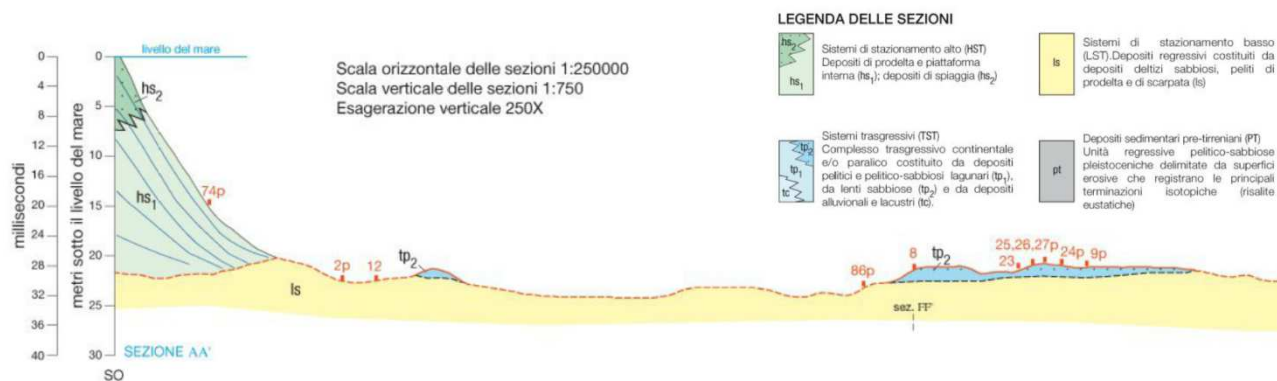 LEGENDA DELLE SEZIONI
hs2
hs1
Sistemi di stazionamento alto (HST)
Depositi di prodelta e piattaforma
interna (hs1); depositi di spiaggia (hs2)
ls
Sistemi di stazionamento basso
(LST).Depositi regressivi costituiti da
depositi deltizi sabbiosi, peliti di
prodelta e di scarpata (ls)
tp2
tp1
tc
Sistemi trasgressivi (TST)
Complesso trasgressivo continentale
e/o paralico costituito da depositi
pelitici e pelitico-sabbiosi lagunari (tp1),
da lenti sabbiose (tp2) e da depositi
alluvionali e lacustri (tc).
pt
Depositi sedimentari pre-tirreniani (PT)
Unità regressive pelitico-sabbiose
pleistoceniche delimitate da superfici
erosive che registrano le principali
terminazioni isotopiche (risalite
eustatiche)
livello del mare
Scala orizzontale delle sezioni 1:250000
Scala verticale delle sezioni 1:750
Esagerazione verticale 250X
millisecondi
0
4
8
12
16
20
24
28
32
36
40
metri sotto il livello del mare
0
5
10
15
20
25
30
hs2
hs1
74p
2p
12
tp2
ls
86p
8
tp2
25,26,27p
23
24p
9p
sez. FF'
SEZIONE AA'
SO